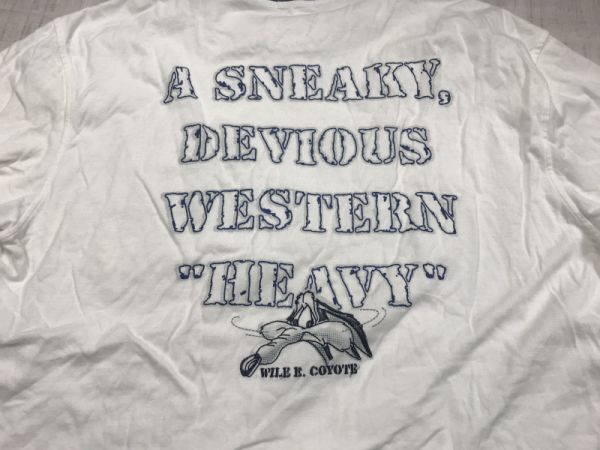 A SNEAKY,
DEVIOUS
WESTERN
"HEAVY"
WILE E. COYOTE